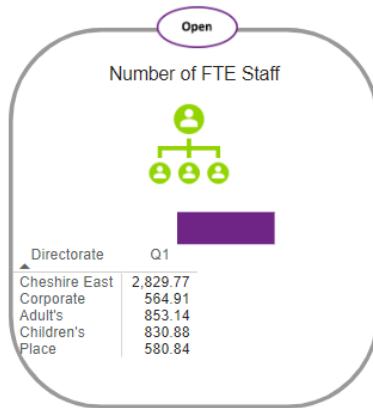 Open
Number of FTE Staff
Directorate Q1
Cheshire East 2,829.77
Corporate 564.91
Adult's 853.14
Children's 830.88
Place 580.84